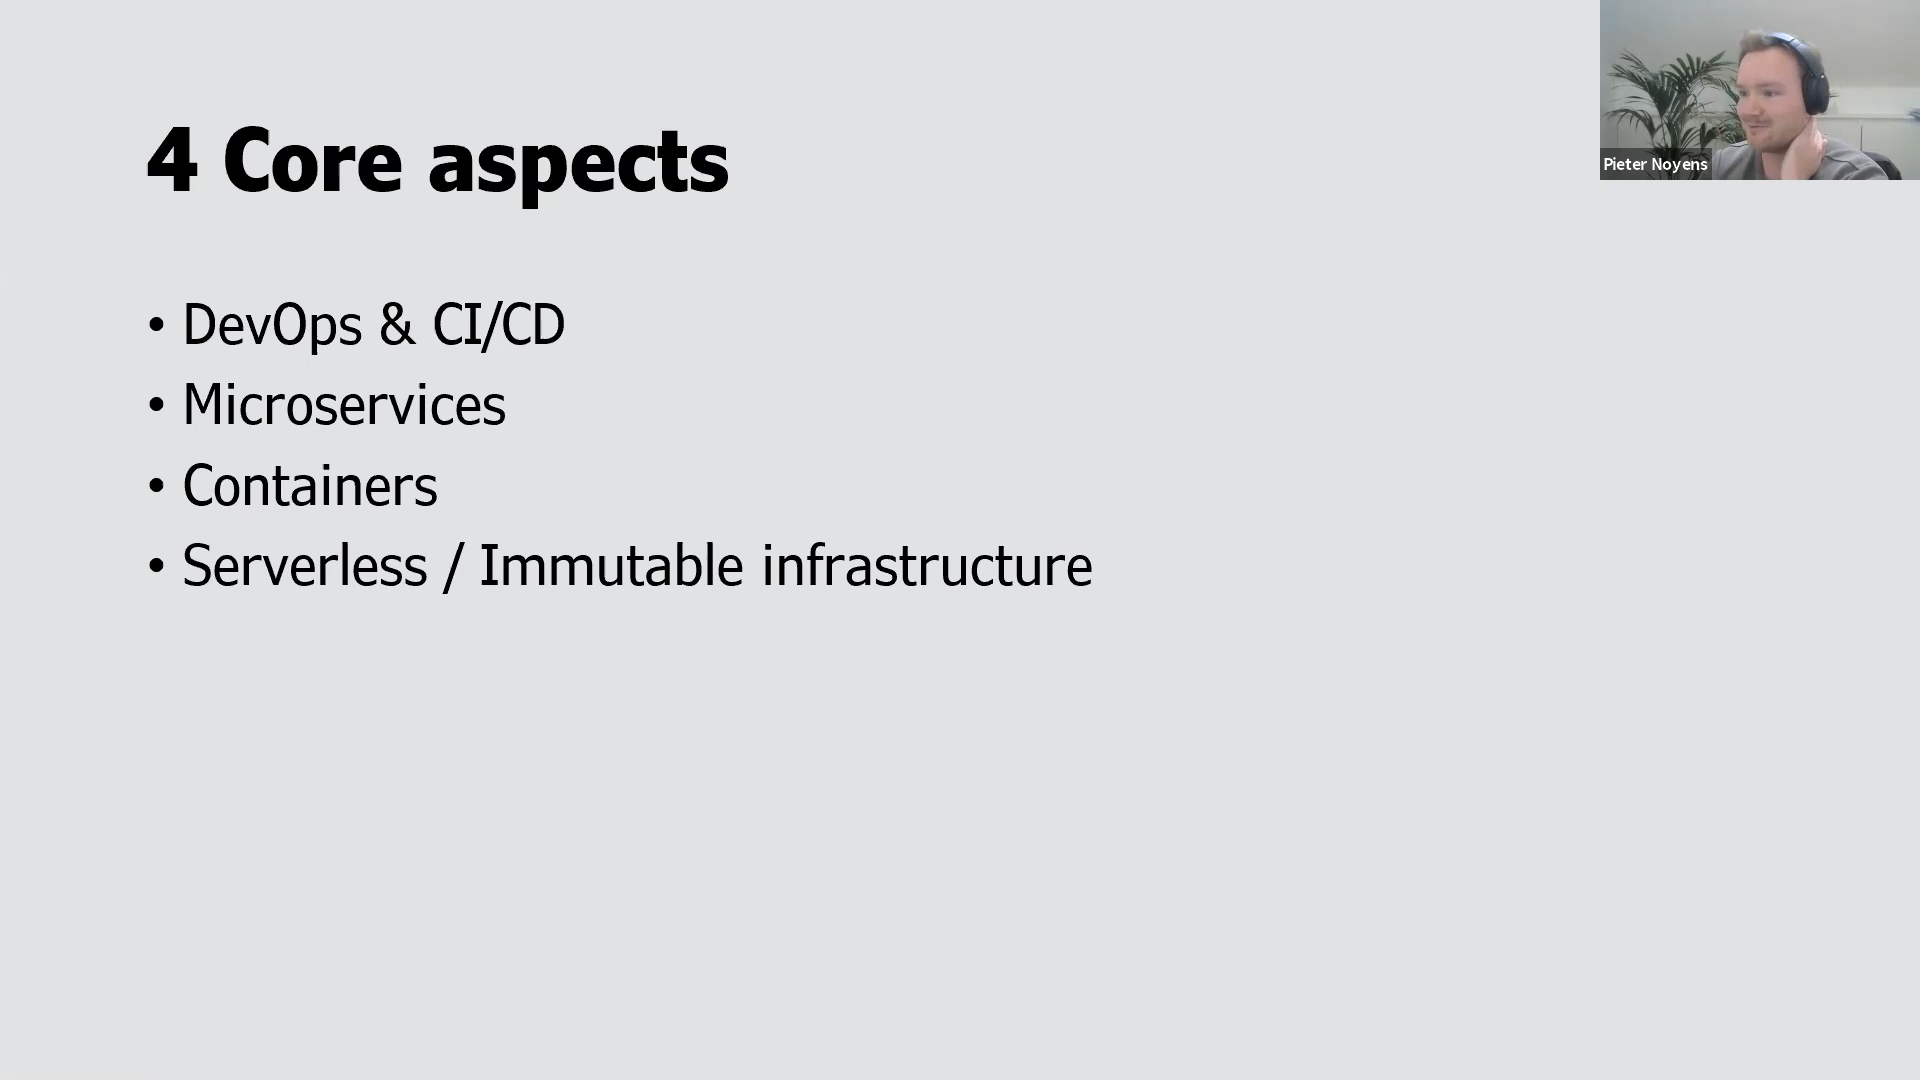 4 Core aspects
• DevOps & CI/CD
• Microservices
• Containers
• Serverless / Immutable infrastructure
Pieter Noyens